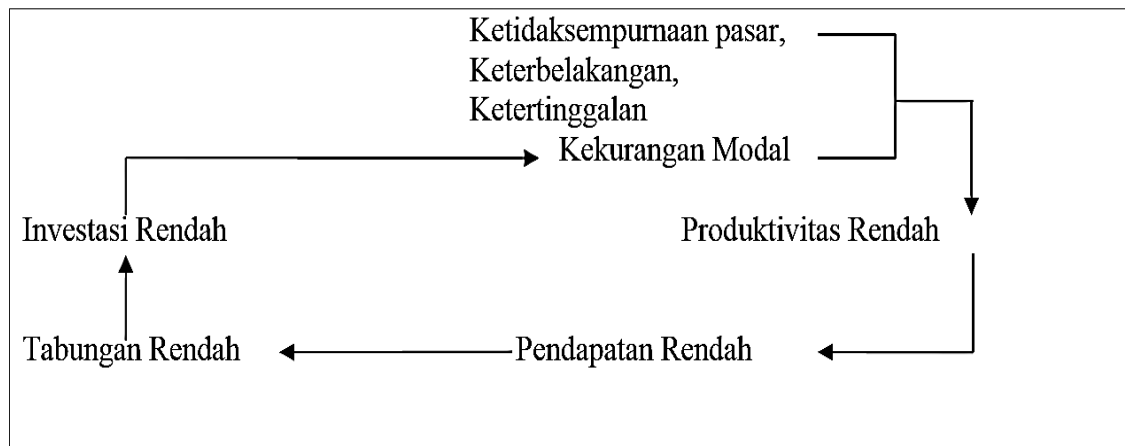 Ketidaksempurnaan pasar,
Keterbelakangan,
Ketertinggalan
Kekurangan Modal
Investasi Rendah
Produktivitas Rendah
Tabungan Rendah
Pendapatan Rendah